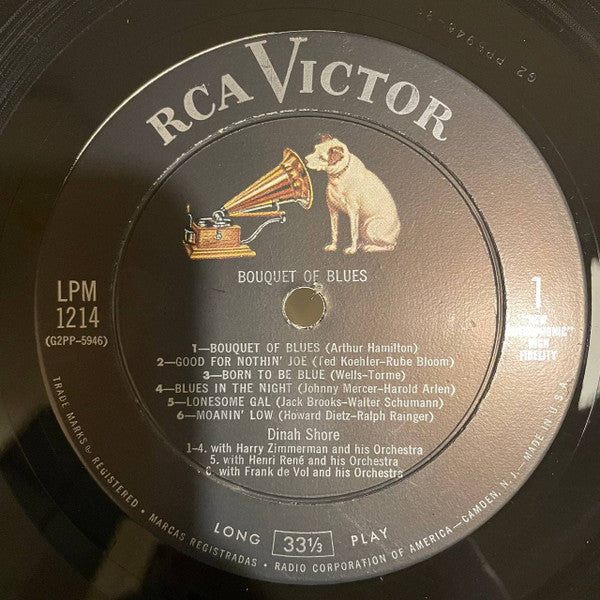 RCA VICTOR
BOUQUET OF BLUES
LPM
1214
(G2PP-5946)
1
"NEW
ORTHOPHONIC"
HIGH
FIDELITY
1—BOUQUET OF BLUES (Arthur Hamilton)
2—GOOD FOR NOTHIN' JOE (Ted Koehler-Rube Bloom)
3—BORN TO BE BLUE (Wells-Torme)
4—BLUES IN THE NIGHT (Johnny Mercer-Harold Arlen)
5—LONESOME GAL (Jack Brooks-Walter Schumann)
6—MOANIN' LOW (Howard Dietz-Ralph Rainger)
Dinah Shore
1-4. with Harry Zimmerman and his Orchestra
5. with Henri René and his Orchestra
6. with Frank de Vol and his Orchestra
LONG 33⅓ PLAY
TRADE MARKS ® REGISTERED • MARCAS REGISTRADAS • RADIO CORPORATION OF AMERICA—CAMDEN, N.J.—MADE IN U.S.A.